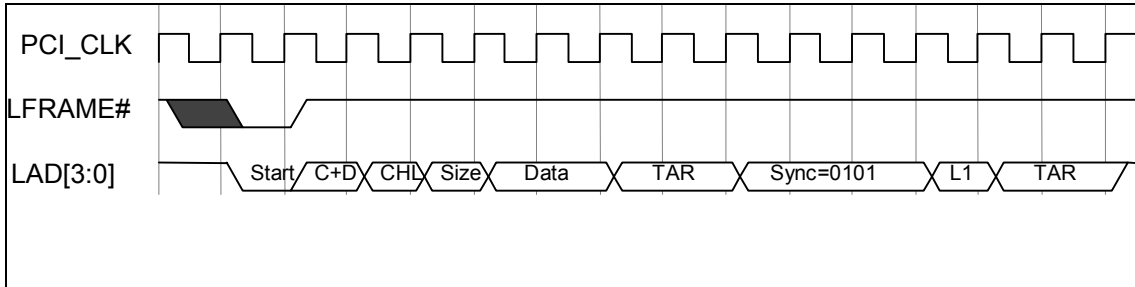 PCI_CLK
LFRAME#
LAD[3:0] Start C+D CHL Size Data TAR Sync=0101 L1 TAR